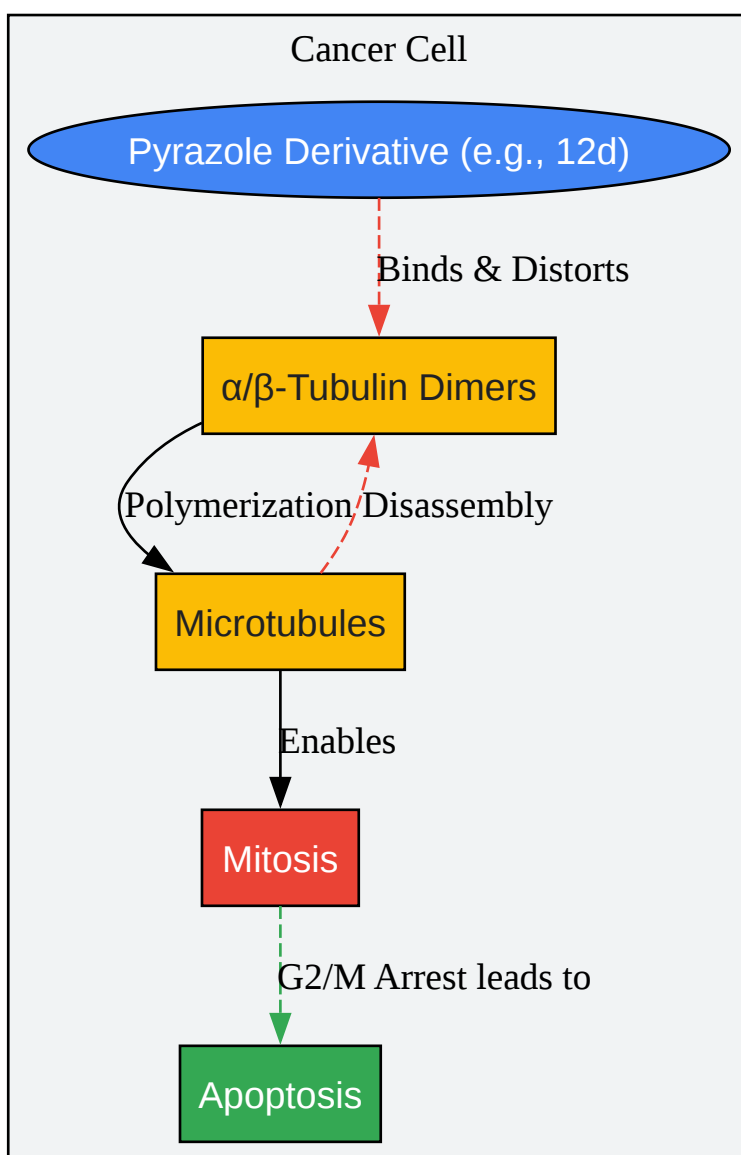 Cancer Cell
Pyrazole Derivative (e.g., 12d)
Binds & Distorts
α/β-Tubulin Dimers
Polymerization Disassembly
Microtubules
Enables
Mitosis
G2/M Arrest leads to
Apoptosis